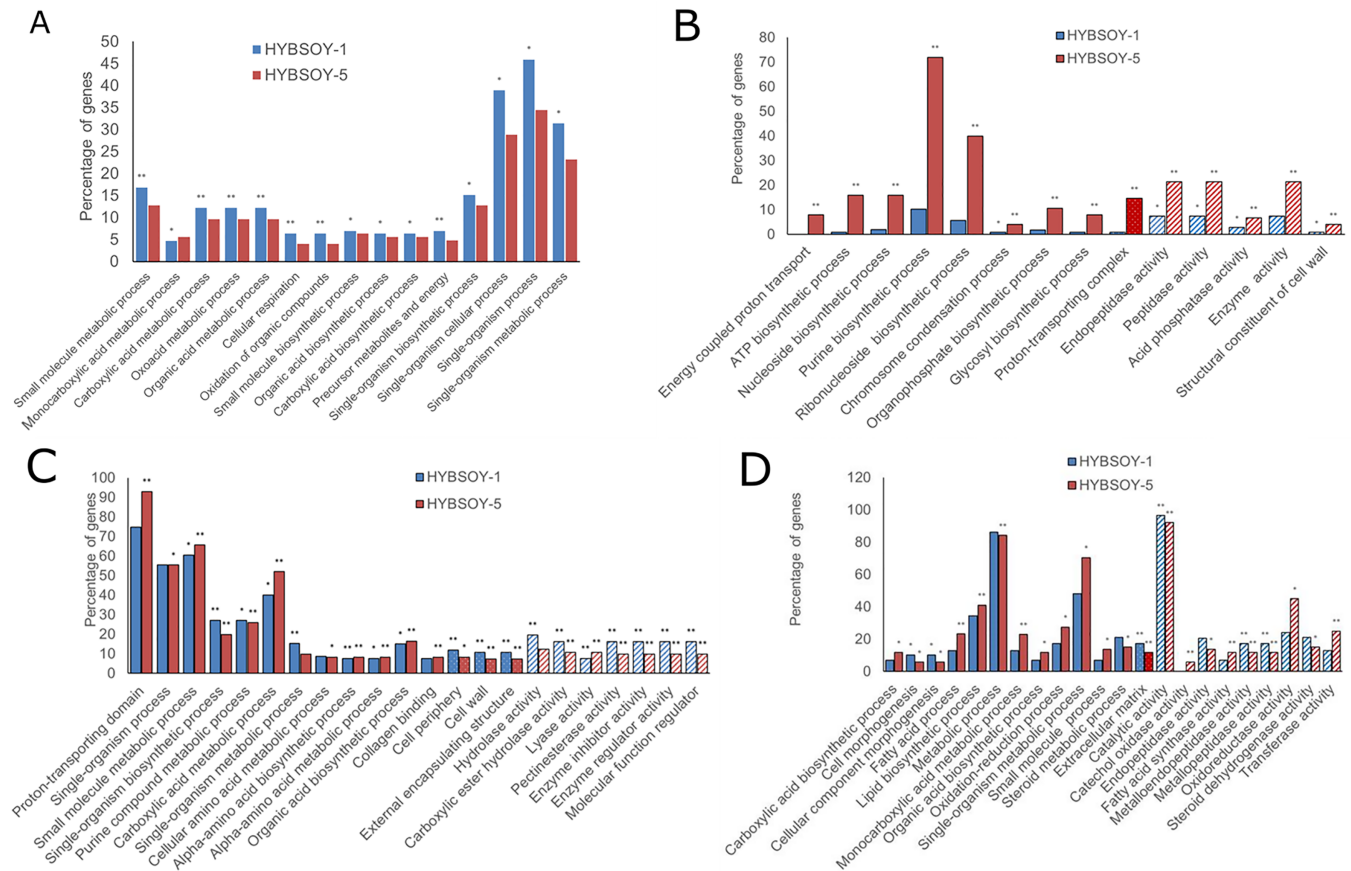 A
HYBSOY-1
HYBSOY-5
Percentage of genes
50
45
40
35
30
25
20
15
10
5
0
** * ** ** ** ** ** * * * ** * * * *
Small molecule metabolic process
Monocarboxylic acid metabolic process
Carboxylic acid metabolic process
Oxoacid metabolic process
Organic acid metabolic process
Cellular respiration
Oxidation of organic compounds
Small molecule biosynthetic process
Organic acid biosynthetic process
Carboxylic acid biosynthetic process
Precursor metabolites and energy
Single-organism biosynthetic process
Single-organism cellular process
Single-organism process
Single-organism metabolic process
B
HYBSOY-1
HYBSOY-5
Percentage of genes
80
70
60
50
40
30
20
10
0
** ** ** ** ** * ** ** ** ** * ** * ** * ** ** * **
Energy coupled proton transport
ATP biosynthetic process
Nucleoside biosynthetic process
Purine biosynthetic process
Ribonucleoside biosynthetic process
Chromosome condensation process
Organophosphate biosynthetic process
Glycosyl biosynthetic process
Proton-transporting complex
Endopeptidase activity
Peptidase activity
Acid phosphatase activity
Enzyme activity
Structural constituent of cell wall
C
HYBSOY-1
HYBSOY-5
Percentage of genes
100
90
80
70
60
50
40
30
20
10
0
Proton-transporting domain
Single-organism process
Small molecule metabolic process
Single-organism biosynthetic process
Purine compound metabolic process
Carboxylic acid metabolic process
Single-organism metabolic process
Cellular amino acid metabolic process
Alpha-amino acid biosynthetic process
Alpha-amino acid metabolic process
Organic acid biosynthetic process
Collagen binding
Cell periphery
Cell wall
External encapsulating structure
Hydrolase activity
Carboxylic ester hydrolase activity
Lyase activity
Pectinesterase activity
Enzyme inhibitor activity
Enzyme regulator activity
Molecular function regulator
D
HYBSOY-1
HYBSOY-5
Percentage of genes
120
100
80
60
40
20
0
Carboxylic acid biosynthetic process
Cell morphogenesis
Cellular component morphogenesis
Fatty acid process
Lipid biosynthetic process
Metabolic process
Monocarboxylic acid metabolic process
Organic acid biosynthetic process
Oxidation-reduction process
Single-organism metabolic process
Small molecule process
Steroid metabolic process
Extracellular matrix
Catalytic activity
Catechol oxidase activity
Endopeptidase activity
Fatty acid synthase activity
Metalloendopeptidase activity
Metallopeptidase activity
Oxidoreductase activity
Steroid dehydrogenase activity
Transferase activity